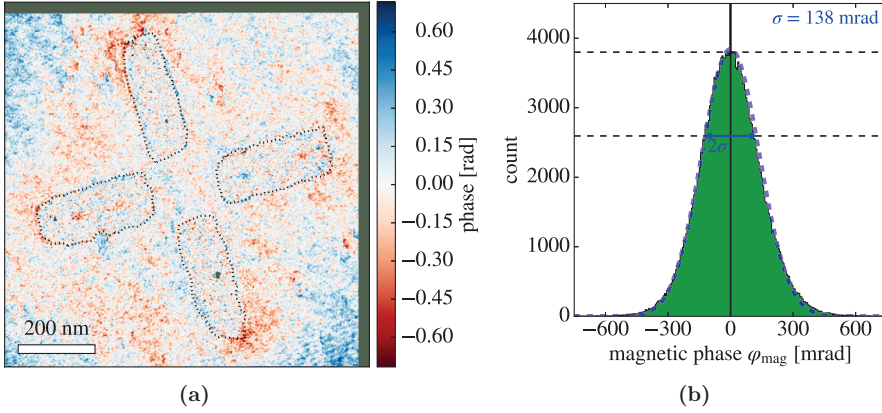 200 nm
0.60
0.45
0.30
0.15
0.00
−0.15
−0.30
−0.45
−0.60
phase [rad]
(a)
σ = 138 mrad
4000
3000
2000
1000
0
count
2σ
−600 −300 0 300 600
magnetic phase φmag [mrad]
(b)